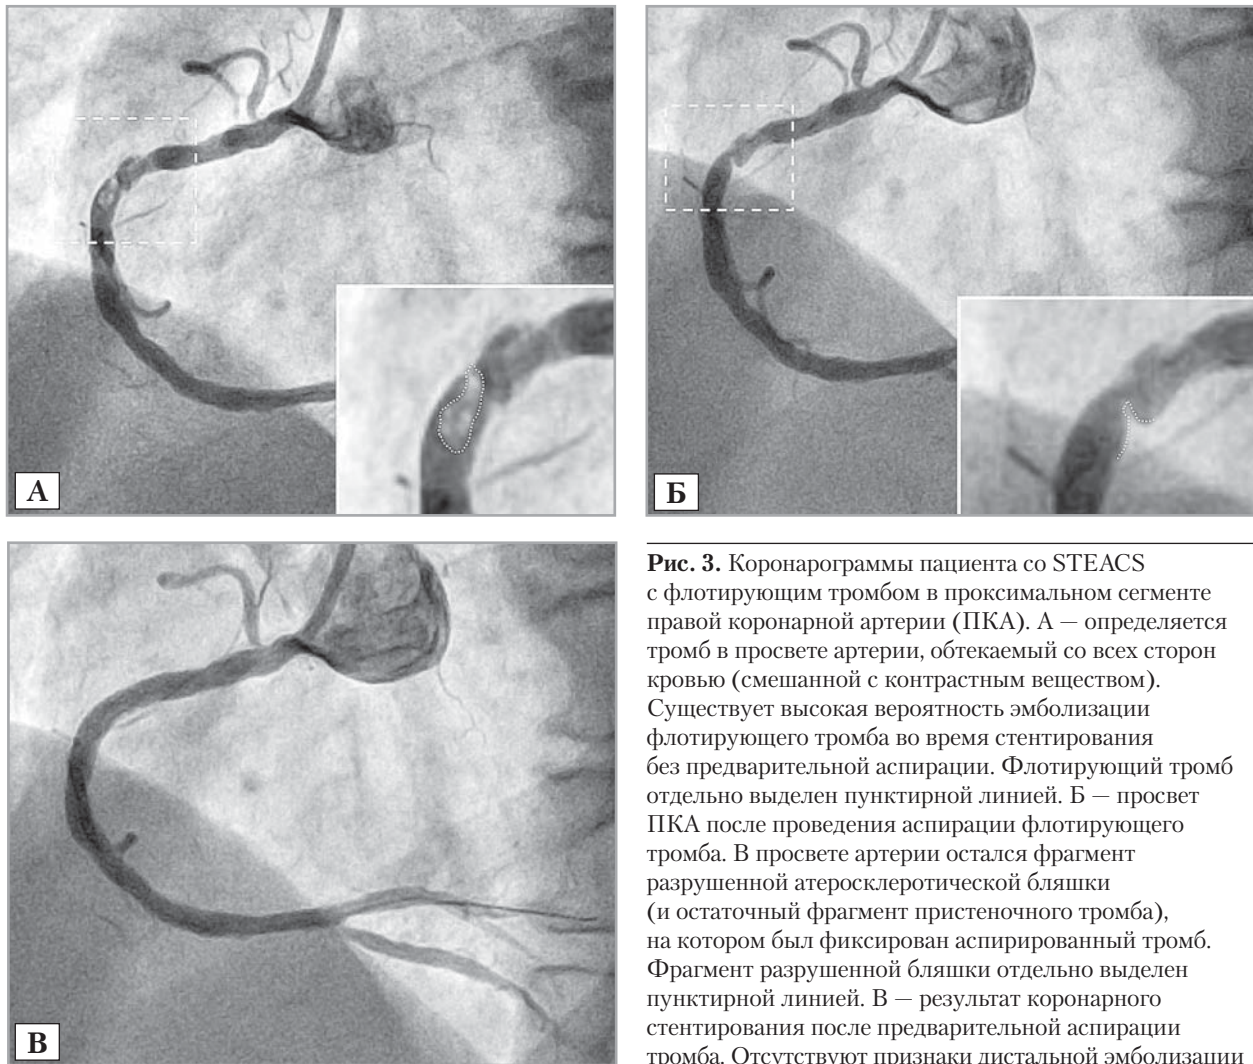 А
Б
В
Рис. 3. Коронарограммы пациента со STEACS
с флотирующим тромбом в проксимальном сегменте
правой коронарной артерии (ПКА). А — определяется
тромб в просвете артерии, обтекаемый со всех сторон
кровью (смешанной с контрастным веществом).
Существует высокая вероятность эмболизации
флотирующего тромба во время стентирования
без предварительной аспирации. Флотирующий тромб
отдельно выделен пунктирной линией. Б — просвет
ПКА после проведения аспирации флотирующего
тромба. В просвете артерии остался фрагмент
разрушенной атеросклеротической бляшки
(и остаточный фрагмент пристеночного тромба),
на котором был фиксирован аспирированный тромб.
Фрагмент разрушенной бляшки отдельно выделен
пунктирной линией. В — результат коронарного
стентирования после предварительной аспирации
тромба. Отсутствуют признаки дистальной эмболизации